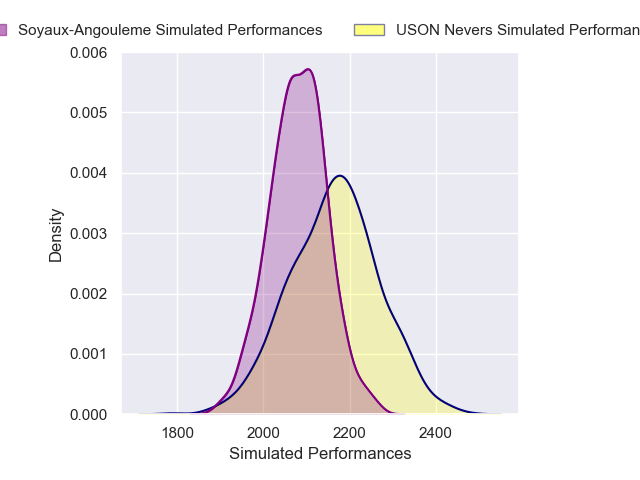 Soyaux-Angouleme Simulated Performances
USON Nevers Simulated Performan
0.006
0.005
0.004
0.003
0.002
0.001
0.000
Density
1800 2000 2200 2400
Simulated Performances